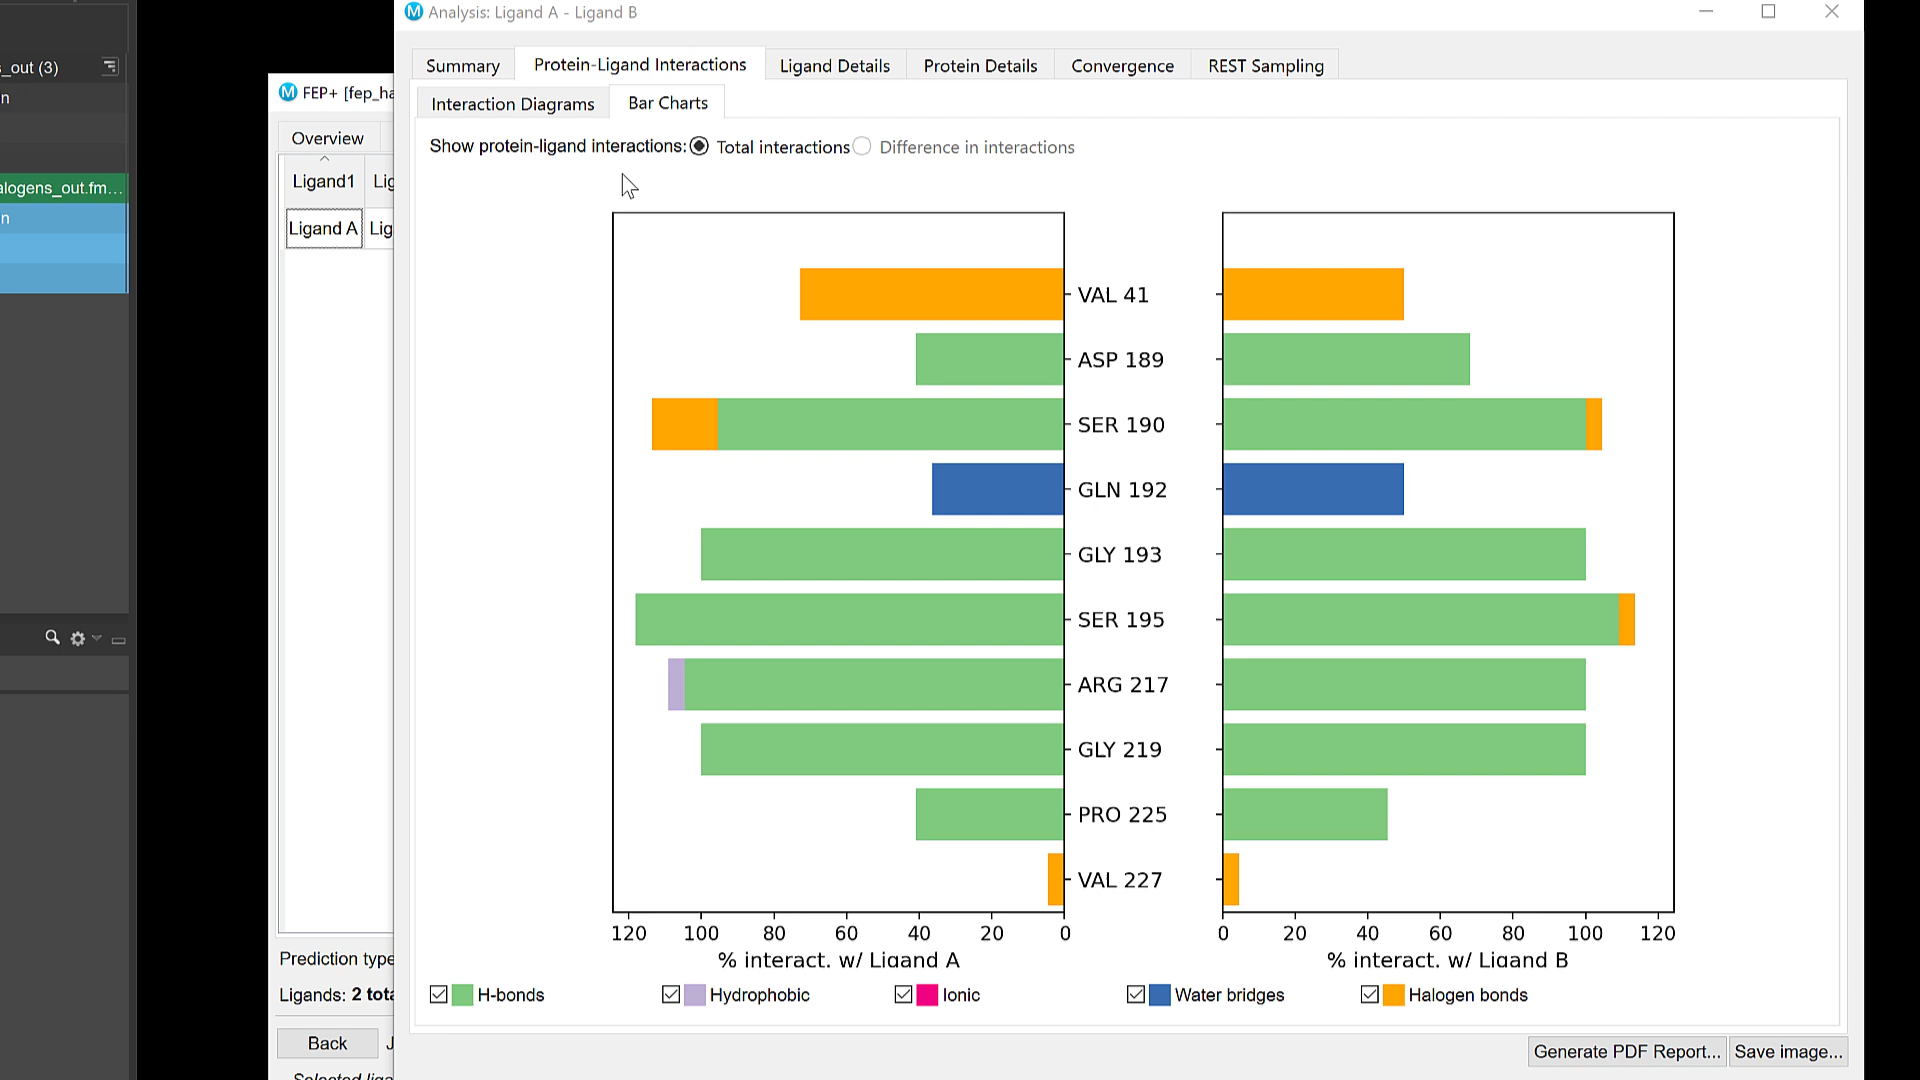 Analysis: Ligand A - Ligand B
s_out (3)
n
alogens_out.fm...
n
FEP+ [fep_ha
Overview
Ligand1 Lig
Ligand A Lig
Prediction type
Ligands: 2 tota
Back J
Selected liga
Summary Protein-Ligand Interactions Ligand Details Protein Details Convergence REST Sampling
Interaction Diagrams Bar Charts
Show protein-ligand interactions: Total interactions Difference in interactions
VAL 41
ASP 189
SER 190
GLN 192
GLY 193
SER 195
ARG 217
GLY 219
PRO 225
VAL 227
120 100 80 60 40 20 0
0 20 40 60 80 100 120
% interact. w/ Ligand A
% interact. w/ Ligand B
H-bonds Hydrophobic Ionic Water bridges Halogen bonds
Generate PDF Report... Save image...